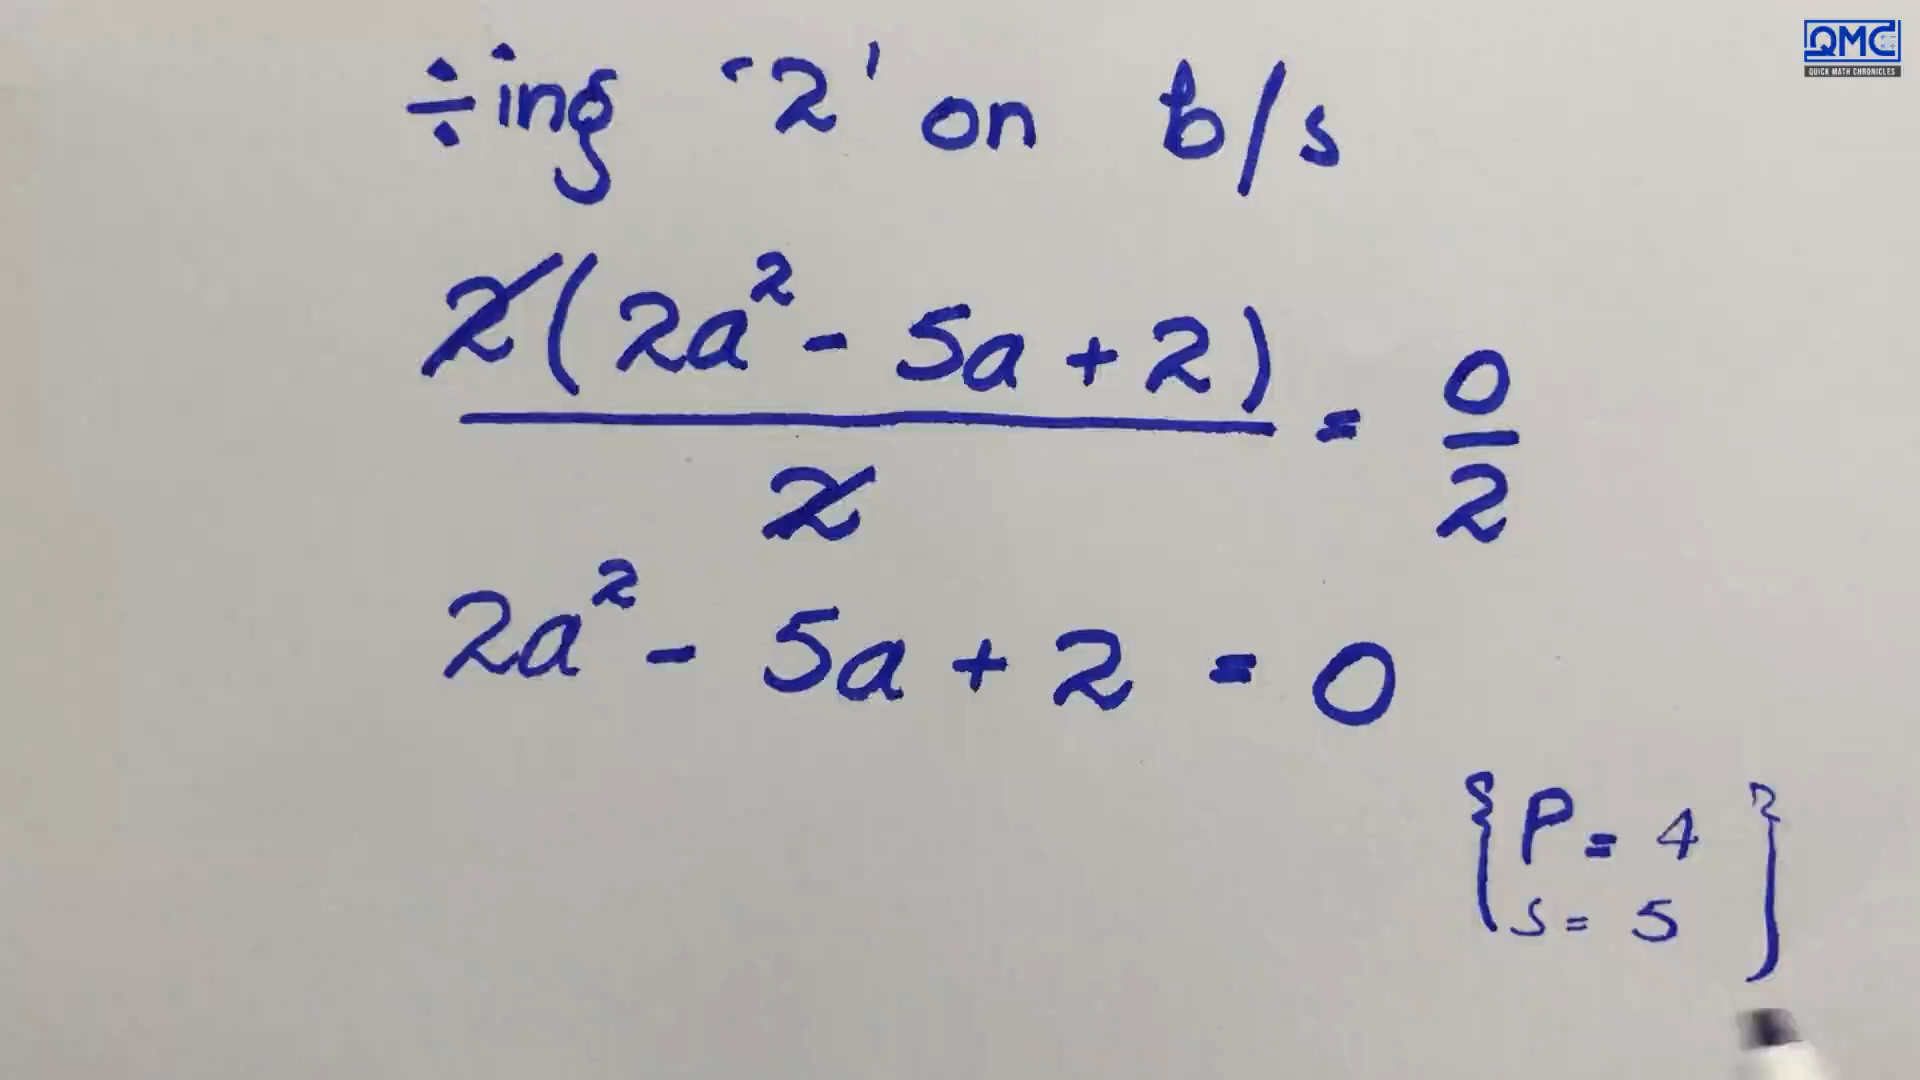 QMC
QUICK MATH CHRONICLES
÷ing '2' on b/s
2(2a² - 5a + 2) / 2 = 0/2
2a² - 5a + 2 = 0
{P = 4
S = 5}